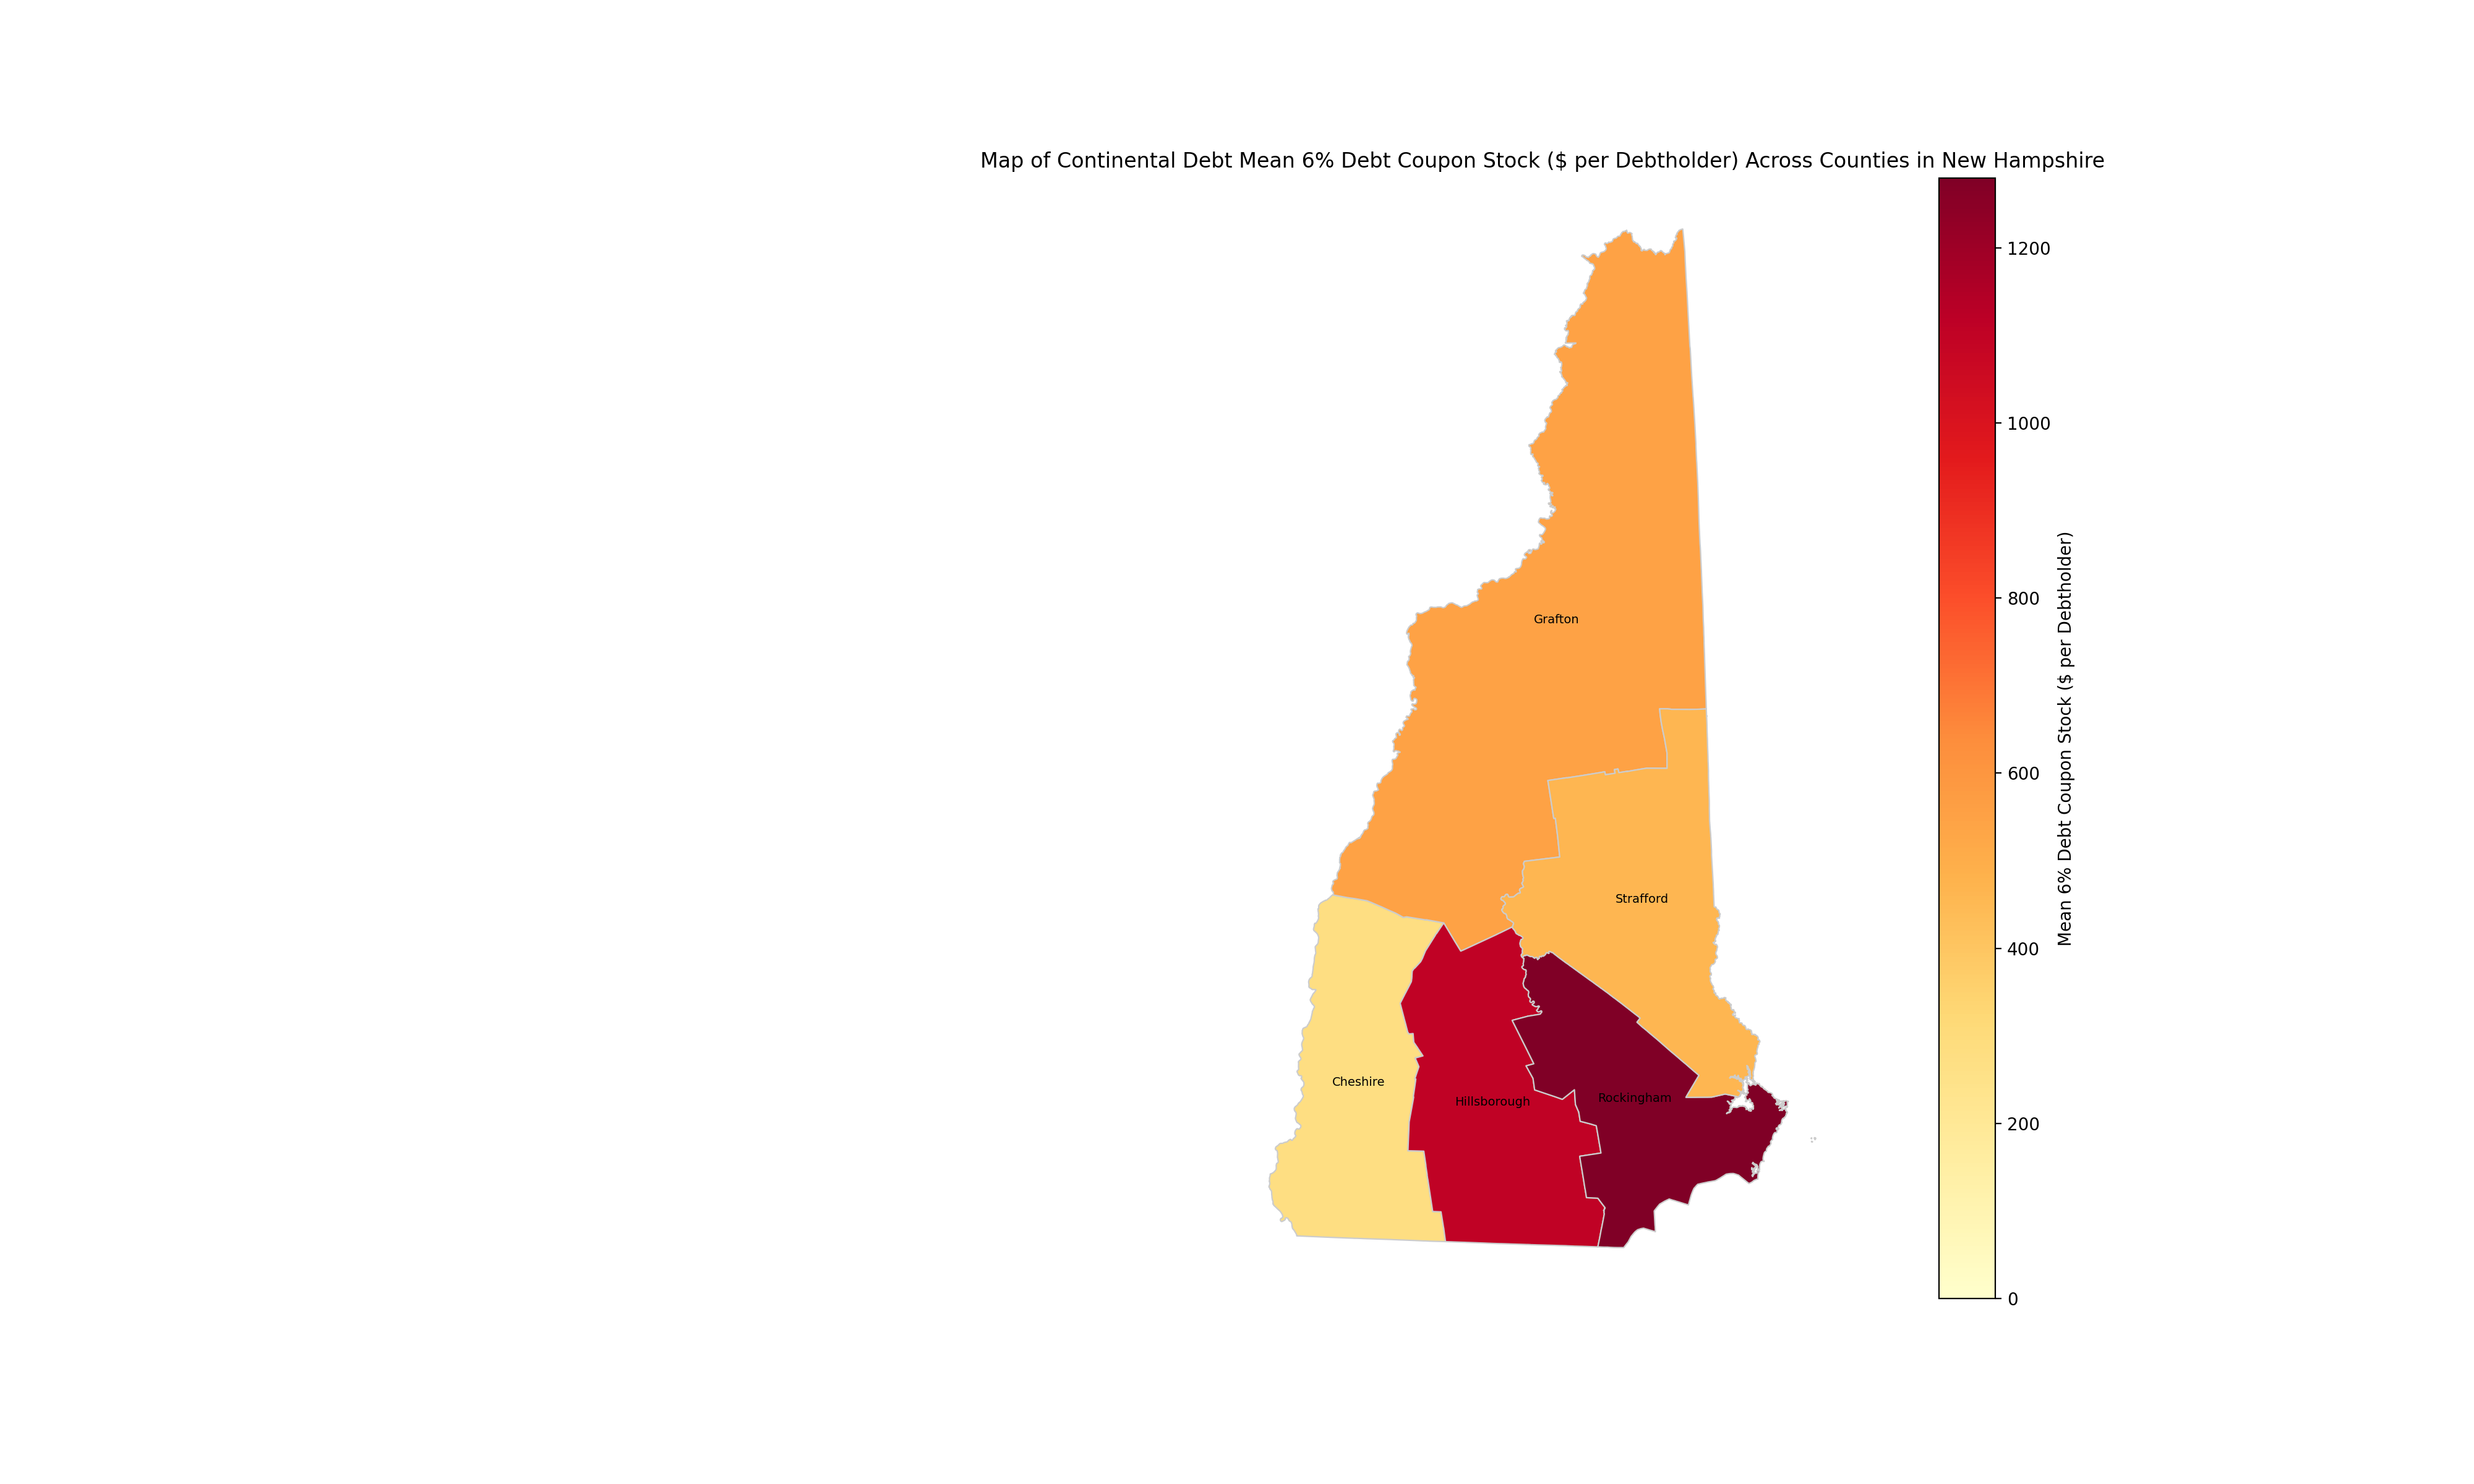 Map of Continental Debt Mean 6% Debt Coupon Stock ($ per Debtholder) Across Counties in New Hampshire
1200
1000
800
600
400
200
0
Mean 6% Debt Coupon Stock ($ per Debtholder)
Grafton
Strafford
Cheshire
Hillsborough
Rockingham